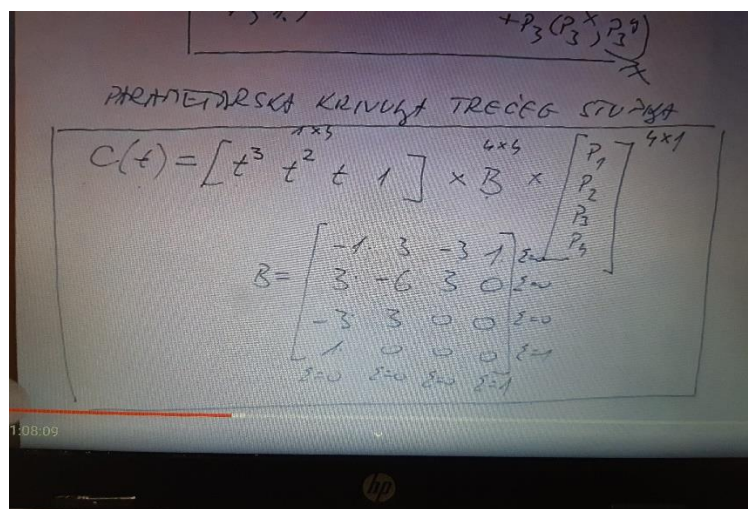 +P₃(P₃ˣ, P₃ʸ)
x
PARAMETARSKA KRIVULJA TREĆEG STUPNJA
1×4 4×4 4×1
C(t) = [t³ t² t 1] × B × [P₁ P₂ P₃ P₄]
B = [-1 3 -3 1] Σ=0
3 -6 3 0 Σ=0
-3 3 0 0 Σ=0
1 0 0 0 Σ=1
Σ=0 Σ=0 Σ=0 Σ=1
1:08:09
hp